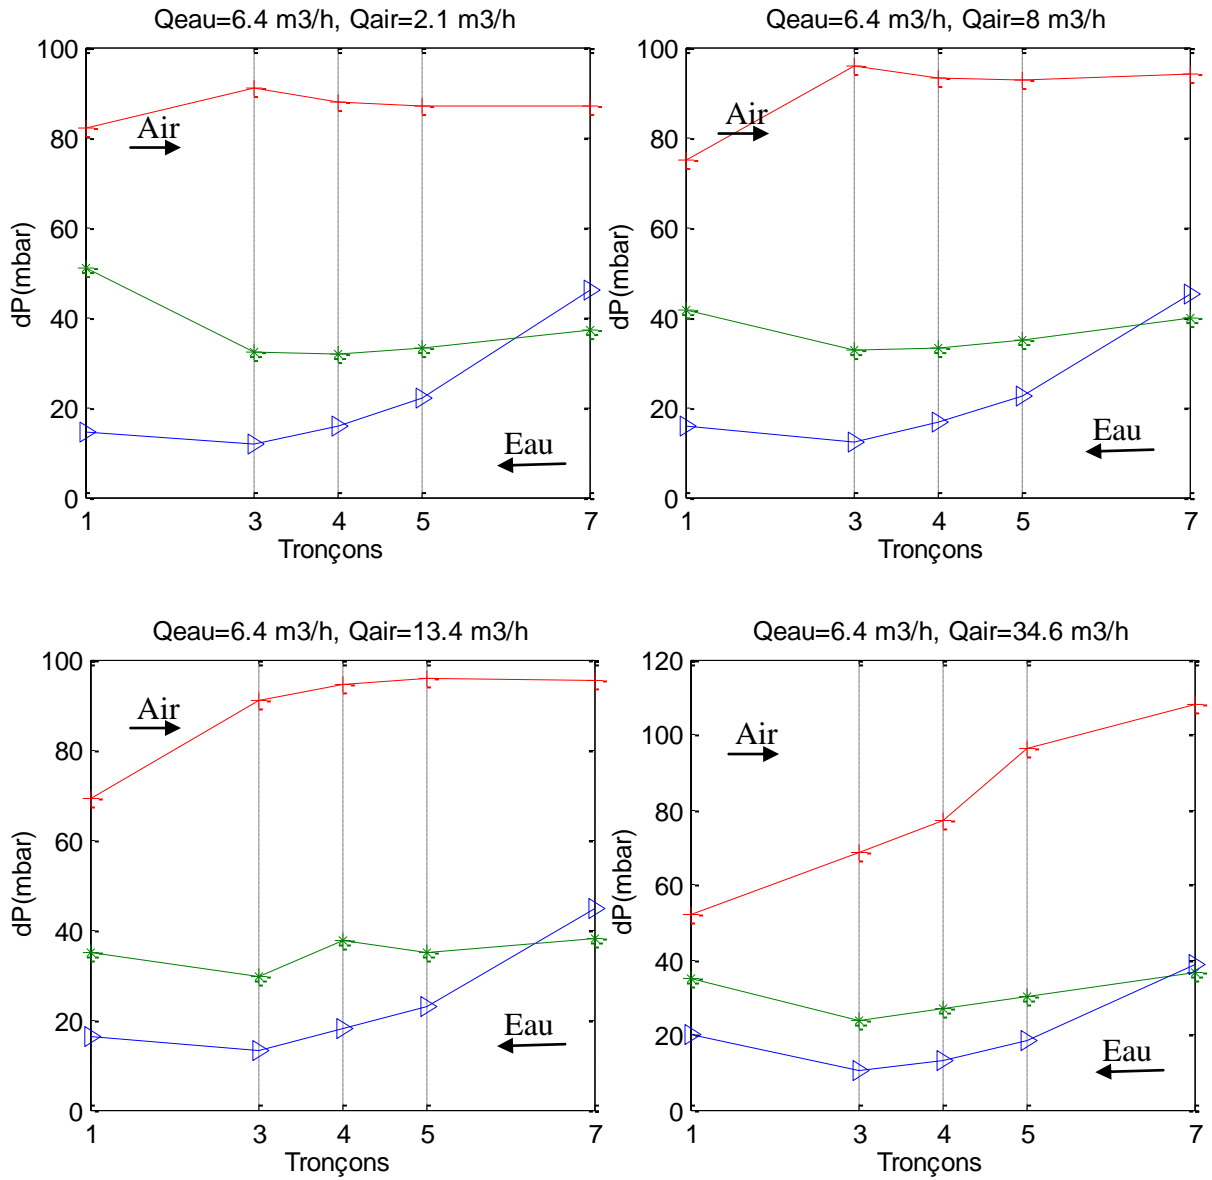 Qeau=6.4 m3/h, Qair=2.1 m3/h
100
80
60
40
20
0
dP(mbar)
Air
Eau
1 3 4 5 7
Tronçons
Qeau=6.4 m3/h, Qair=8 m3/h
100
80
60
40
20
0
dP(mbar)
Air
Eau
1 3 4 5 7
Tronçons
Qeau=6.4 m3/h, Qair=13.4 m3/h
100
80
60
40
20
0
dP(mbar)
Air
Eau
1 3 4 5 7
Tronçons
Qeau=6.4 m3/h, Qair=34.6 m3/h
120
100
80
60
40
20
0
dP(mbar)
Air
Eau
1 3 4 5 7
Tronçons